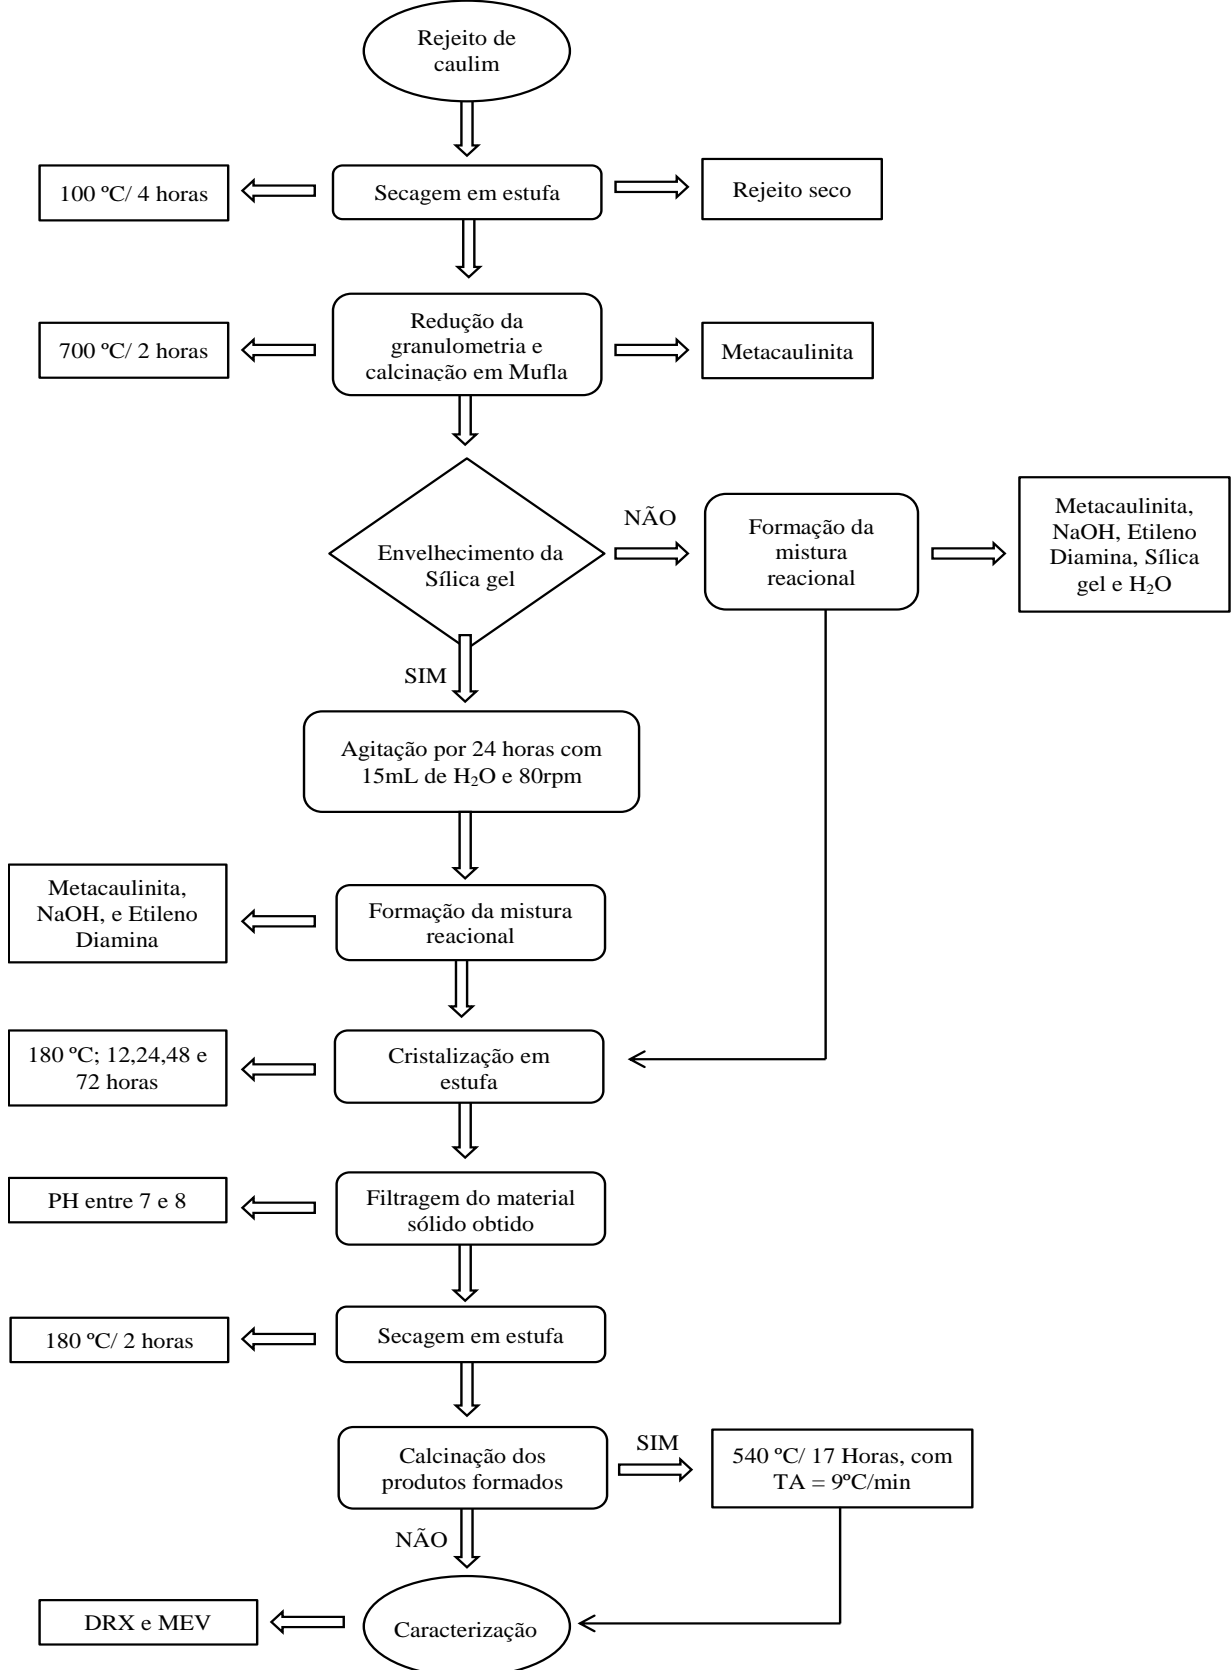 Rejeito de
caulim
100 ºC/ 4 horas
Secagem em estufa
Rejeito seco
700 ºC/ 2 horas
Redução da
granulometria e
calcinação em Mufla
Metacaulinita
Envelhecimento da
Sílica gel
NÃO
Formação da
mistura
reacional
Metacaulinita,
NaOH, Etileno
Diamina, Sílica
gel e H₂O
SIM
Agitação por 24 horas com
15mL de H₂O e 80rpm
Metacaulinita,
NaOH, e Etileno
Diamina
Formação da mistura
reacional
180 ºC; 12,24,48 e
72 horas
Cristalização em
estufa
PH entre 7 e 8
Filtragem do material
sólido obtido
180 ºC/ 2 horas
Secagem em estufa
Calcinação dos
produtos formados
SIM
540 ºC/ 17 Horas, com
TA = 9ºC/min
NÃO
DRX e MEV
Caracterização